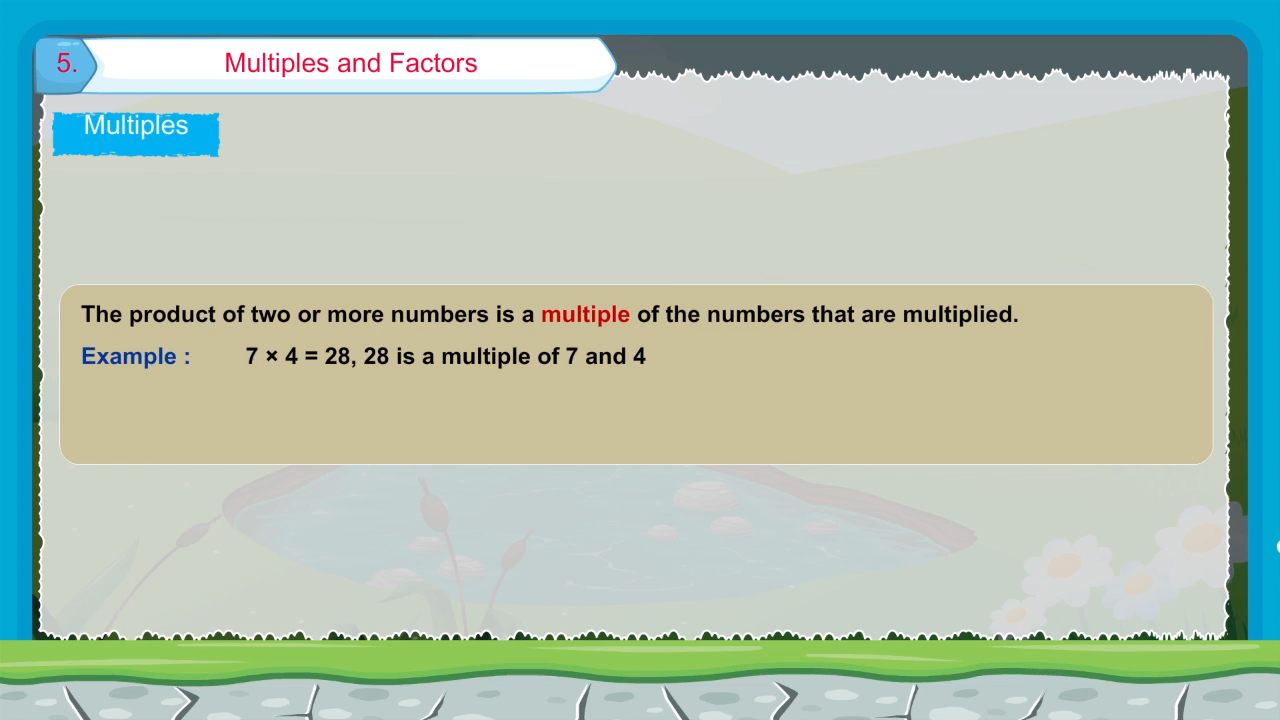 5.
Multiples and Factors
Multiples
The product of two or more numbers is a multiple of the numbers that are multiplied.
Example : 7 × 4 = 28, 28 is a multiple of 7 and 4